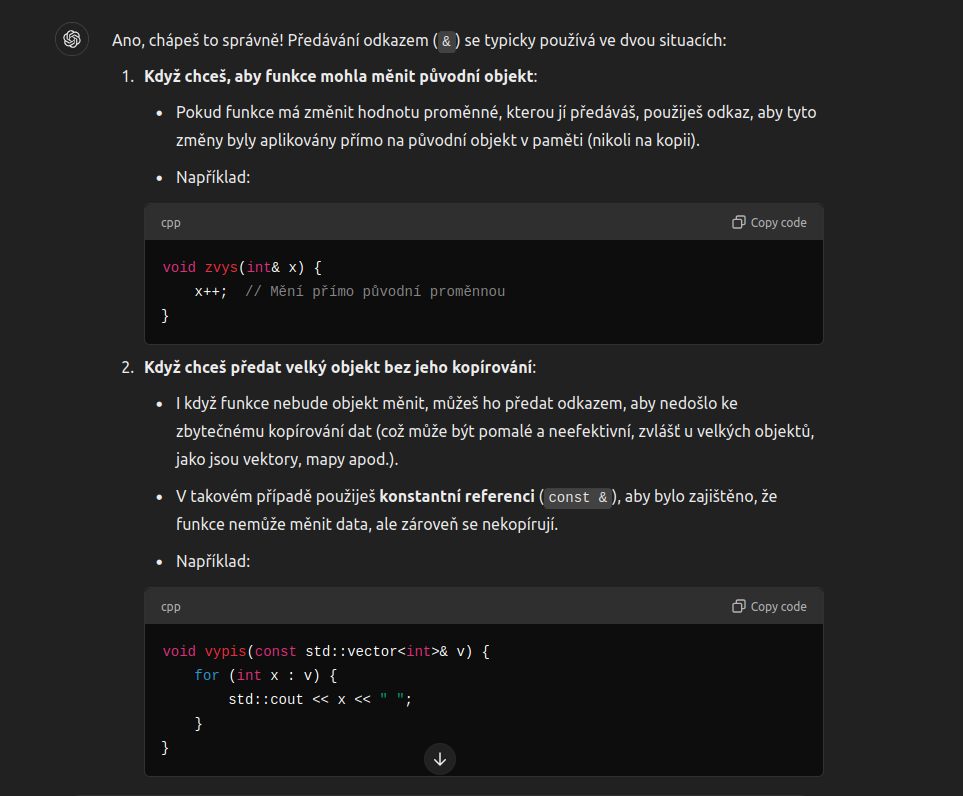 Ano, chápeš to správně! Předávání odkazem (&) se typicky používá ve dvou situacích:
1. Když chceš, aby funkce mohla měnit původní objekt:
• Pokud funkce má změnit hodnotu proměnné, kterou jí předáváš, použiješ odkaz, aby tyto
změny byly aplikovány přímo na původní objekt v paměti (nikoli na kopii).
• Například:
cpp
Copy code
void zvys(int& x) {
    x++;  // Mění přímo původní proměnnou
}
2. Když chceš předat velký objekt bez jeho kopírování:
• I když funkce nebude objekt měnit, můžeš ho předat odkazem, aby nedošlo ke
zbytečnému kopírování dat (což může být pomalé a neefektivní, zvlášť u velkých objektů,
jako jsou vektory, mapy apod.).
• V takovém případě použiješ konstantní referenci (const &), aby bylo zajištěno, že
funkce nemůže měnit data, ale zároveň se nekopírují.
• Například:
cpp
Copy code
void vypis(const std::vector<int>& v) {
    for (int x : v) {
        std::cout << x << " ";
    }
}